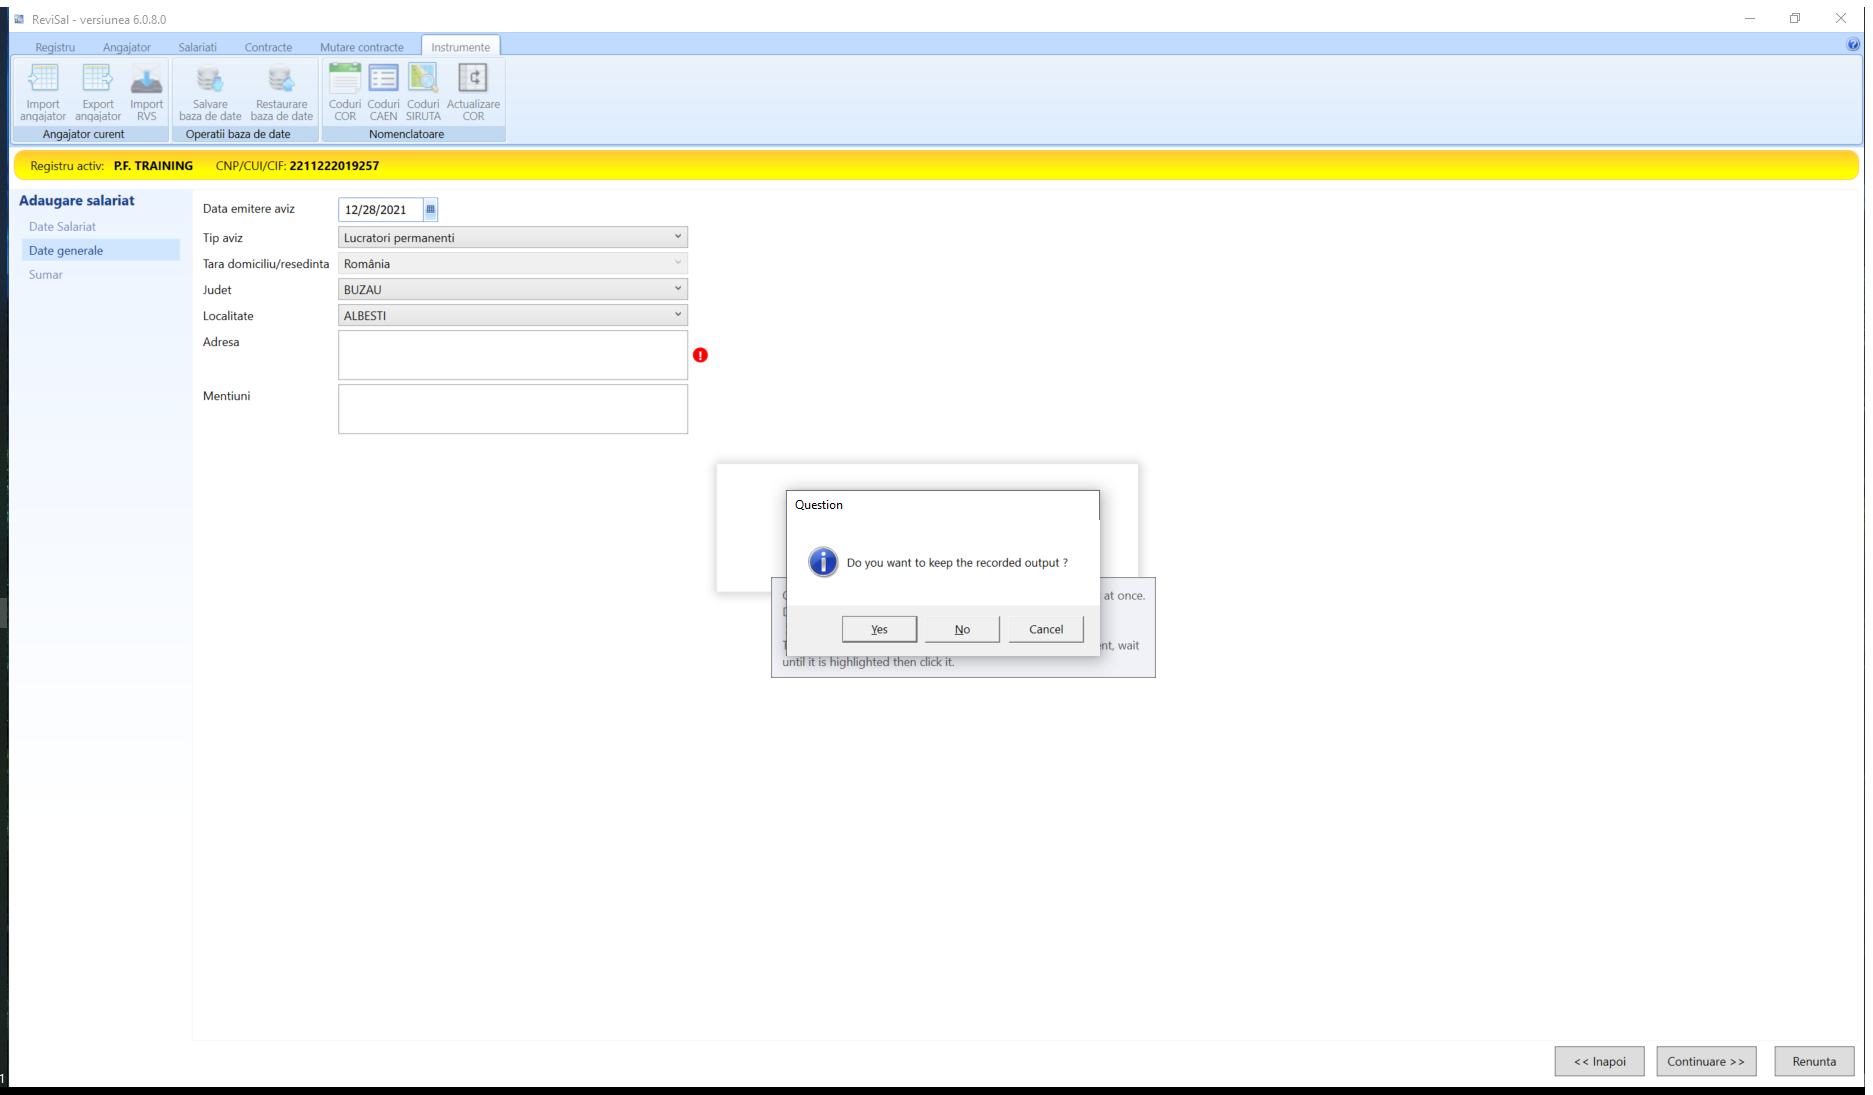 ReviSal - versiunea 6.0.8.0
Registru Angajator Salariati Contracte Mutare contracte Instrumente
Import angajator
Export angajator
Import RVS
Salvare baza de date
Restaurare baza de date
Coduri COR
Coduri CAEN
Coduri SIRUTA
Actualizare COR
Angajator curent
Operatii baza de date
Nomenclatoare
Registru activ: P.F. TRAINING CNP/CUI/CIF: 2211222019257
Adaugare salariat
Date Salariat
Date generale
Sumar
Data emitere aviz 12/28/2021
Tip aviz Lucratori permanenti
Tara domiciliu/resedinta România
Judet BUZAU
Localitate ALBESTI
Adresa
Mentiuni
Question
Do you want to keep the recorded output ?
Yes No Cancel
at once.
wait
until it is highlighted then click it.
<< Inapoi Continuare >> Renunta
1